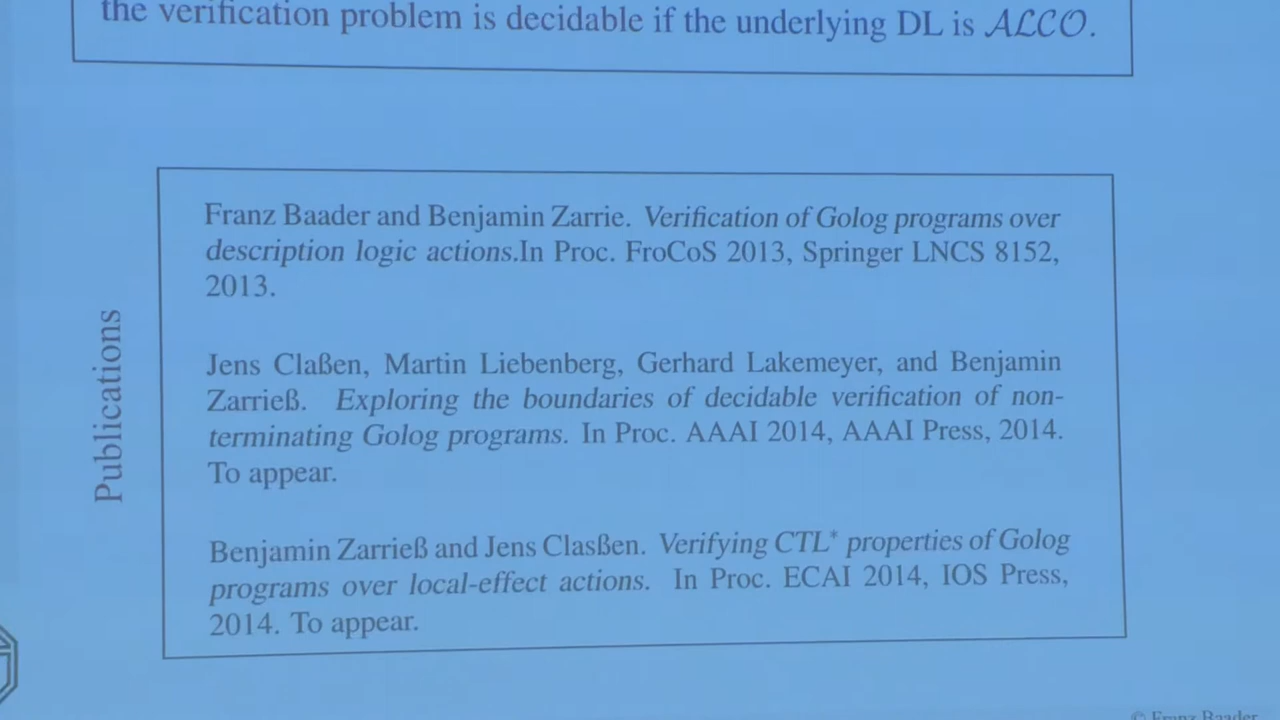 the verification problem is decidable if the underlying DL is ALCO.
Publications
Franz Baader and Benjamin Zarrie. Verification of Golog programs over
description logic actions.In Proc. FroCoS 2013, Springer LNCS 8152,
2013.
Jens Claßen, Martin Liebenberg, Gerhard Lakemeyer, and Benjamin
Zarrieß. Exploring the boundaries of decidable verification of non-
terminating Golog programs. In Proc. AAAI 2014, AAAI Press, 2014.
To appear.
Benjamin Zarrieß and Jens Clasßen. Verifying CTL* properties of Golog
programs over local-effect actions. In Proc. ECAI 2014, IOS Press,
2014. To appear.
© Franz Baader